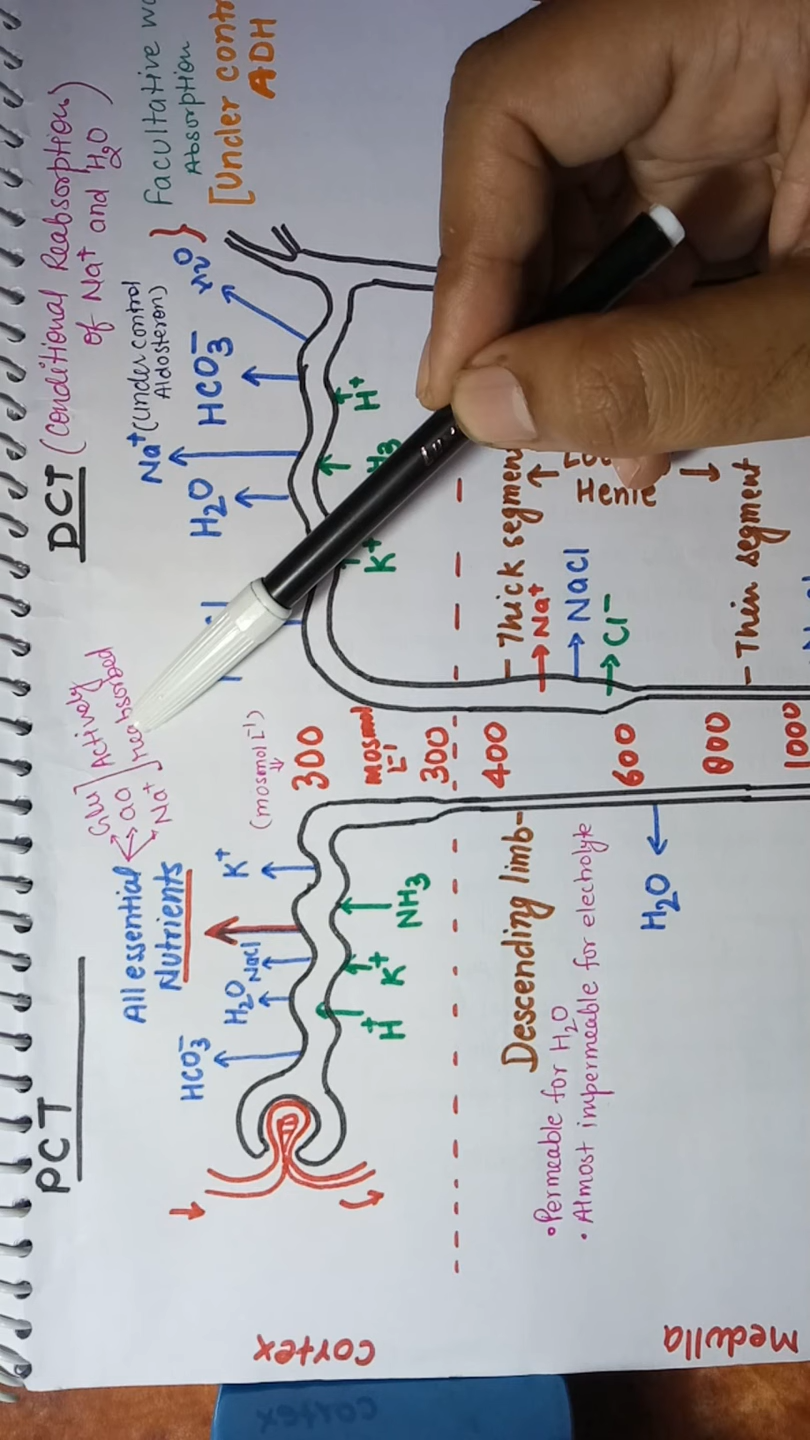 PCT
DCT (Conditional Reabsorption
of Na⁺ and H₂O)
Facultative
Absorption
[Under
ADH
All essential
Nutrients
Glu
aa
Na⁺
Actively
reabsorbed
HCO₃⁻
H₂O
NaCl
K⁺
H⁺
K⁺
NH₃
(mosmol L⁻¹)
300
mosmol
L⁻¹
300
400
600
800
1000
H₂O
Na⁺ (Under control
Aldosteron)
HCO₃⁻
H₂O }
K⁺
H⁺
Descending limb-
• Permeable for H₂O
• Almost impermeable for electrolyte
H₂O
- Thick segment
Na⁺
NaCl
Cl⁻
Henle
- Thin segment
Cortex
Medulla